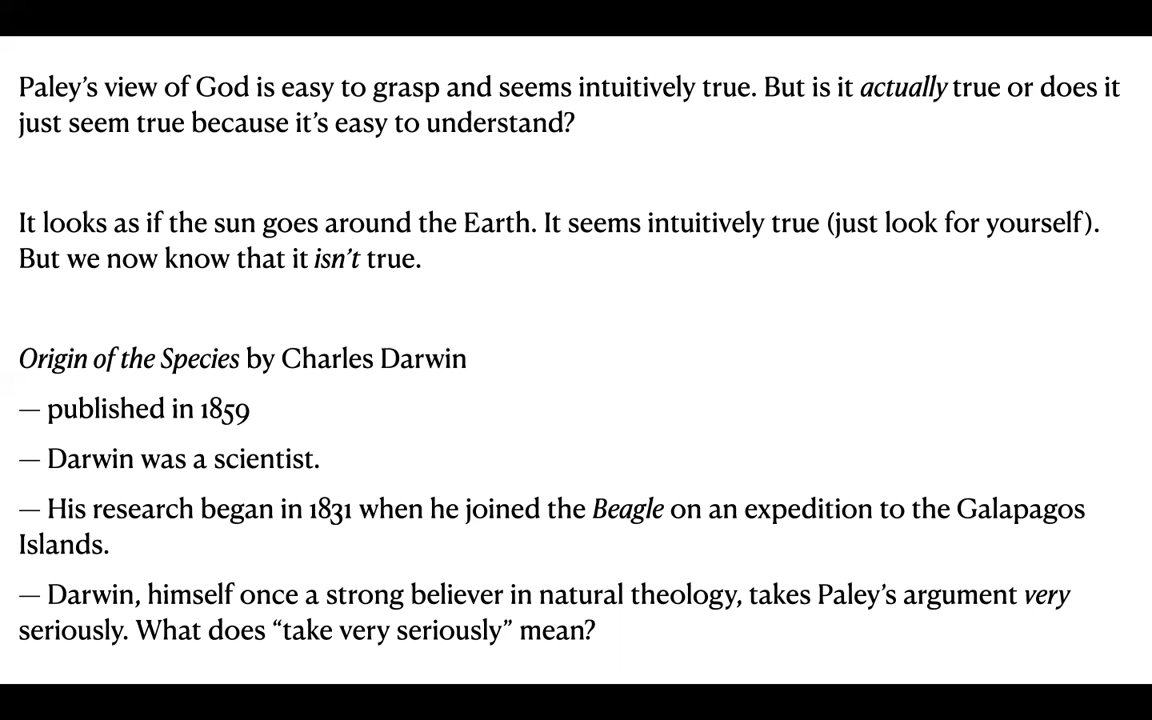 Paley’s view of God is easy to grasp and seems intuitively true. But is it actually true or does it
just seem true because it’s easy to understand?
It looks as if the sun goes around the Earth. It seems intuitively true (just look for yourself).
But we now know that it isn’t true.
Origin of the Species by Charles Darwin
— published in 1859
— Darwin was a scientist.
— His research began in 1831 when he joined the Beagle on an expedition to the Galapagos
Islands.
— Darwin, himself once a strong believer in natural theology, takes Paley’s argument very
seriously. What does “take very seriously” mean?